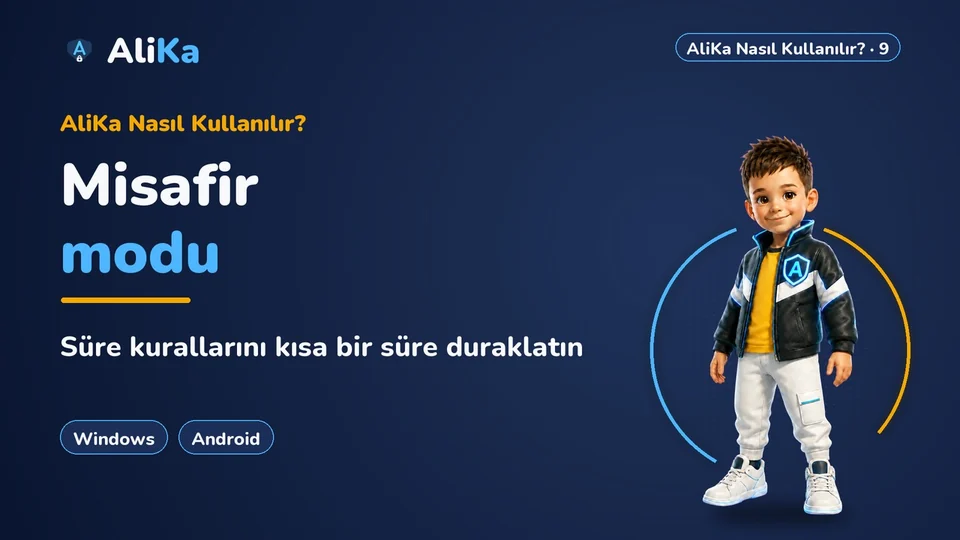 AliKa
AliKa Nasıl Kullanılır? · 9
AliKa Nasıl Kullanılır?
Misafir
modu
Süre kurallarını kısa bir süre duraklatın
Windows
Android